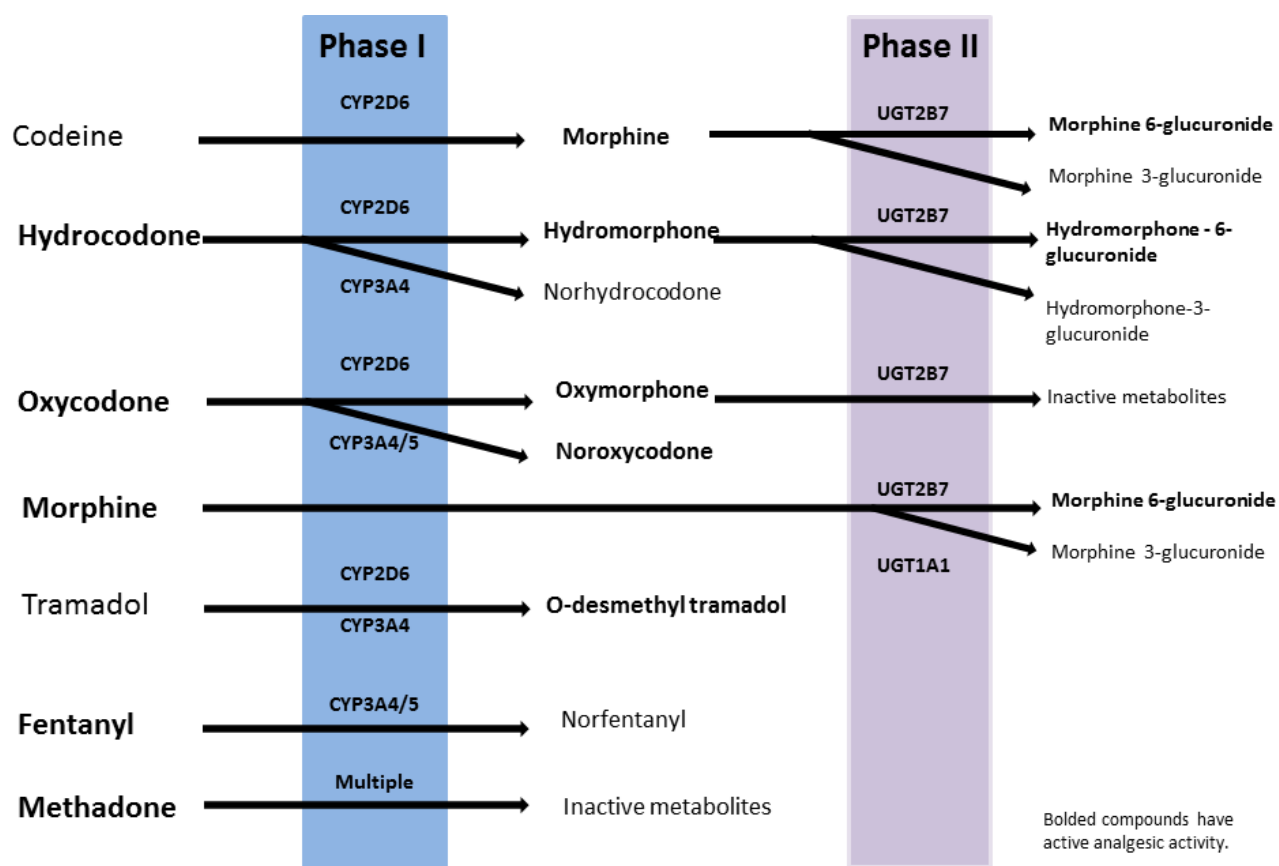 Phase I
Phase II
CYP2D6
UGT2B7
Codeine
Morphine
Morphine 6-glucuronide
Morphine 3-glucuronide
CYP2D6
UGT2B7
Hydrocodone
Hydromorphone
Hydromorphone - 6-
glucuronide
CYP3A4
Norhydrocodone
Hydromorphone-3-
glucuronide
CYP2D6
UGT2B7
Oxycodone
Oxymorphone
Inactive metabolites
CYP3A4/5
Noroxycodone
UGT2B7
Morphine
Morphine 6-glucuronide
Morphine 3-glucuronide
UGT1A1
CYP2D6
Tramadol
O-desmethyl tramadol
CYP3A4
CYP3A4/5
Fentanyl
Norfentanyl
Multiple
Methadone
Inactive metabolites
Bolded compounds have
active analgesic activity.